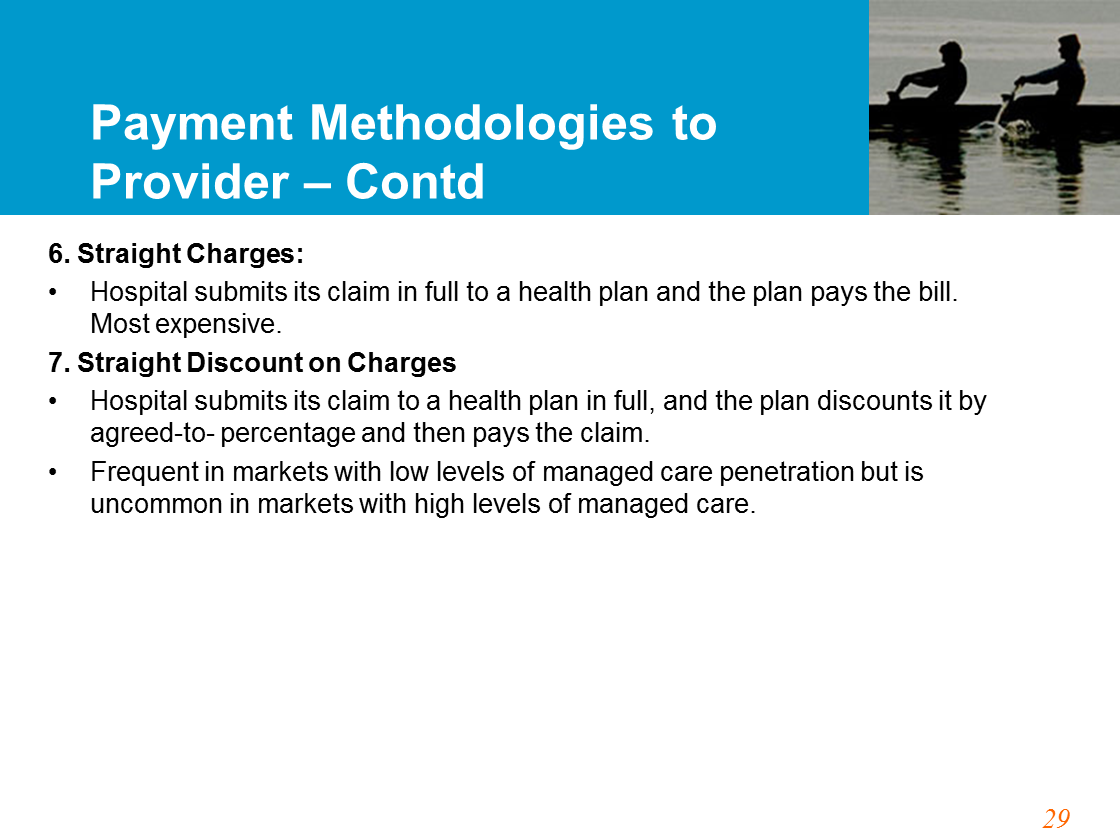 Payment Methodologies to
Provider – Contd
6. Straight Charges:
• Hospital submits its claim in full to a health plan and the plan pays the bill.
Most expensive.
7. Straight Discount on Charges
• Hospital submits its claim to a health plan in full, and the plan discounts it by
agreed-to- percentage and then pays the claim.
• Frequent in markets with low levels of managed care penetration but is
uncommon in markets with high levels of managed care.
29